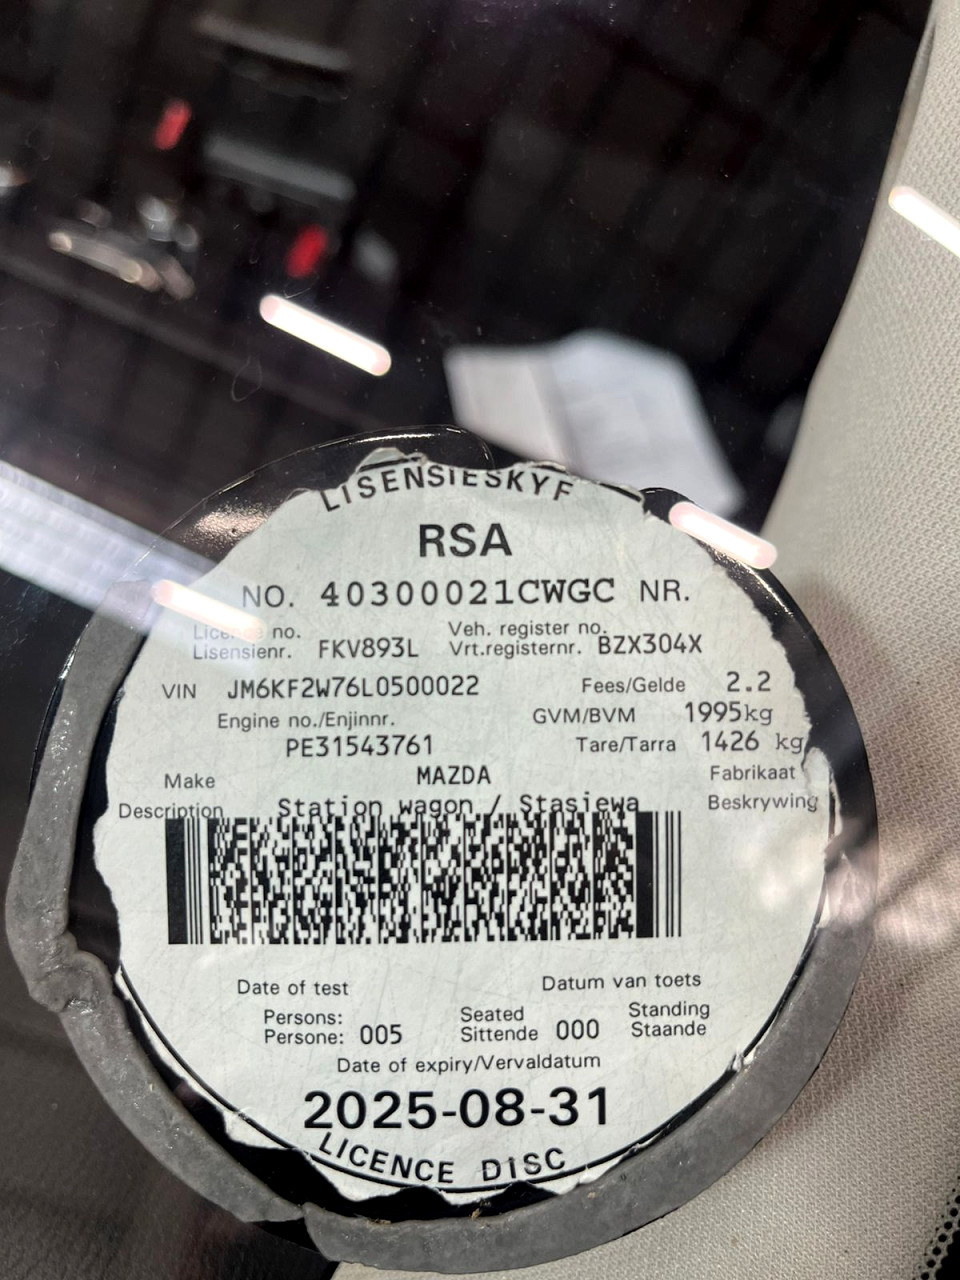 LISENSIESKYF
RSA
NO. 40300021CWGC NR.
Licence no. Veh. register no.
Lisensienr. FKV893L Vrt.registernr. BZX304X
VIN JM6KF2W76L0500022 Fees/Gelde 2.2
Engine no./Enjinnr. GVM/BVM 1995kg
PE31543761 Tare/Tarra 1426 kg
Make MAZDA Fabrikaat
Description Station wagon / Stasiewa Beskrywing
Date of test Datum van toets
Persons: Seated Standing
Persone: 005 Sittende 000 Staande
Date of expiry/Vervaldatum
2025-08-31
LICENCE DISC